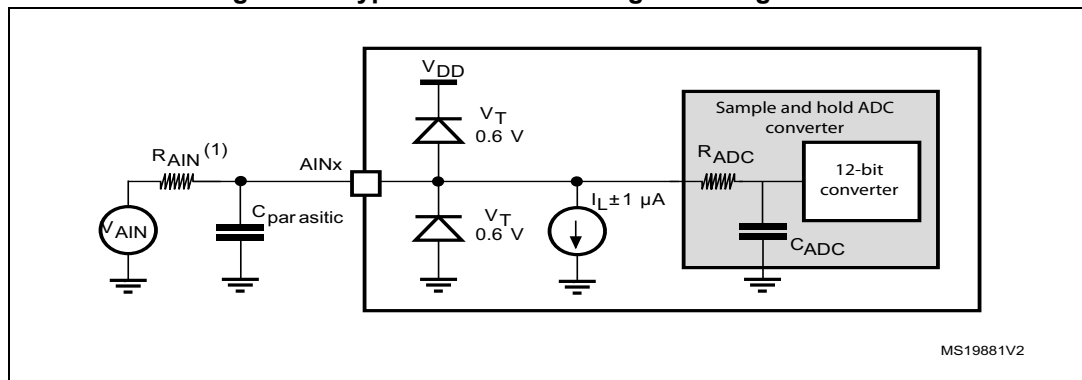 VDD
VT
0.6 V
Sample and hold ADC
converter
RAIN (1)
AINx
RADC
12-bit
converter
VAIN
Cparasitic
VT
0.6 V
IL± 1 µA
CADC
MS19881V2